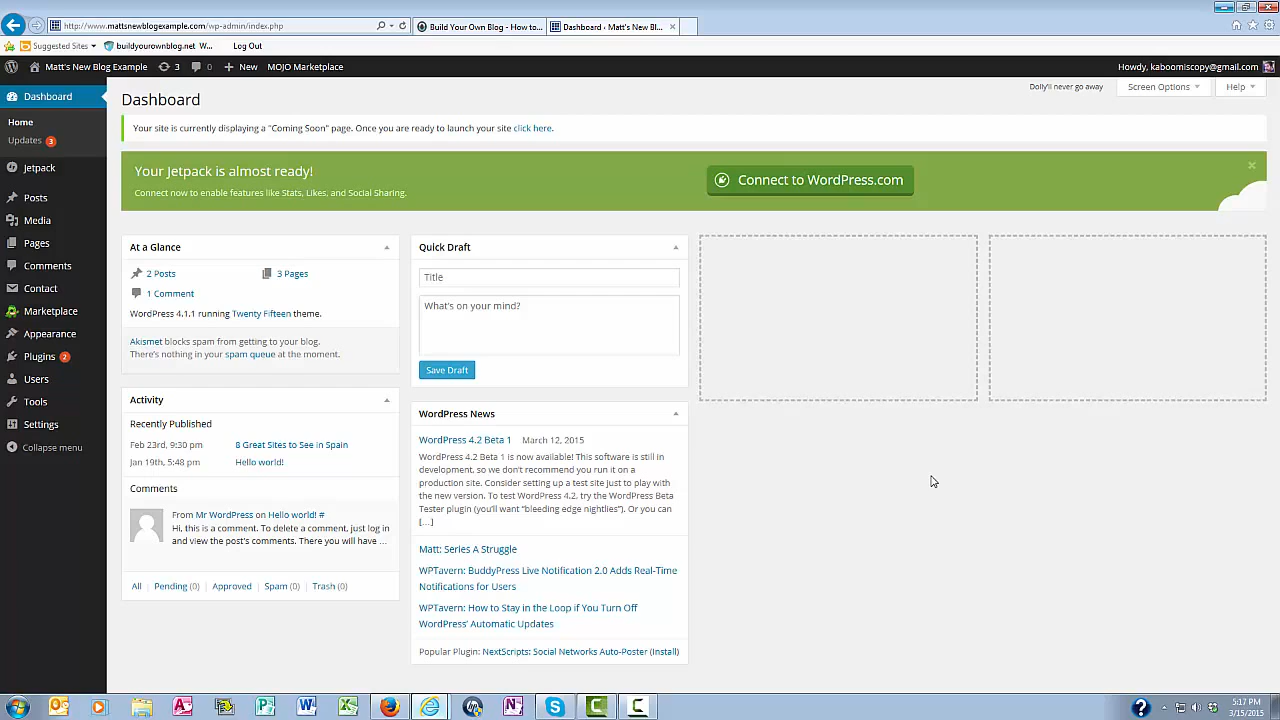 http://www.mattsnewblogexample.com/wp-admin/index.php
Build Your Own Blog - How to...
Dashboard ‹ Matt's New Bl...
Suggested Sites
buildyourownblog.net W...
Log Out
Matt's New Blog Example
3
0
+ New
MOJO Marketplace
Howdy, kaboomiscopy@gmail.com
Dashboard
Home
Updates 3
Jetpack
Posts
Media
Pages
Comments
Contact
Marketplace
Appearance
Plugins 2
Users
Tools
Settings
Collapse menu
Dolly'll never go away
Screen Options
Help
Dashboard
Your site is currently displaying a "Coming Soon" page. Once you are ready to launch your site click here.
Your Jetpack is almost ready!
Connect now to enable features like Stats, Likes, and Social Sharing.
Connect to WordPress.com
At a Glance
2 Posts
3 Pages
1 Comment
WordPress 4.1.1 running Twenty Fifteen theme.
Akismet blocks spam from getting to your blog.
There's nothing in your spam queue at the moment.
Activity
Recently Published
Feb 23rd, 9:30 pm 8 Great Sites to See in Spain
Jan 19th, 5:48 pm Hello world!
Comments
From Mr WordPress on Hello world! #
Hi, this is a comment. To delete a comment, just log in
and view the post's comments. There you will have ...
All | Pending (0) | Approved | Spam (0) | Trash (0)
Quick Draft
Title
What's on your mind?
Save Draft
WordPress News
WordPress 4.2 Beta 1 March 12, 2015
WordPress 4.2 Beta 1 is now available! This software is still in
development, so we don't recommend you run it on a
production site. Consider setting up a test site just to play with
the new version. To test WordPress 4.2, try the WordPress Beta
Tester plugin (you'll want "bleeding edge nightlies"). Or you can
[...]
Matt: Series A Struggle
WPTavern: BuddyPress Live Notification 2.0 Adds Real-Time
Notifications for Users
WPTavern: How to Stay in the Loop if You Turn Off
WordPress' Automatic Updates
Popular Plugin: NextScripts: Social Networks Auto-Poster (Install)
5:17 PM
3/15/2015